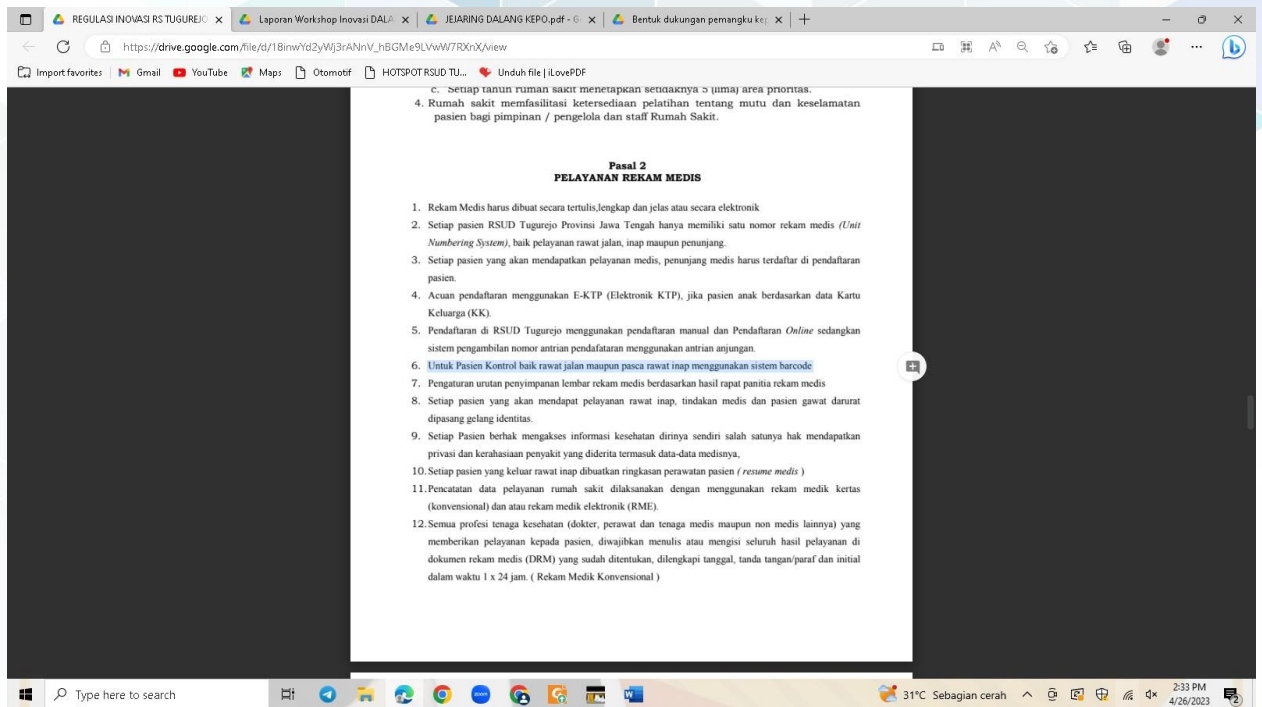 REGULASI INOVASI RS TUGUREJO
Laporan Workshop Inovasi DALA
JEJARING DALANG KEPO.pdf - G
Bentuk dukungan pemangku kep
https://drive.google.com/file/d/18inwYd2yWj3rANnV_hBGMe9LVwW7RXnX/view
Import favorites
Gmail
YouTube
Maps
Otomotif
HOTSPOT RSUD TU...
Unduh file | iLovePDF
c. Setiap tahun rumah sakit menetapkan setidaknya 5 (lima) area prioritas.
4. Rumah sakit memfasilitasi ketersediaan pelatihan tentang mutu dan keselamatan
pasien bagi pimpinan / pengelola dan staff Rumah Sakit.
Pasal 2
PELAYANAN REKAM MEDIS
1. Rekam Medis harus dibuat secara tertulis,lengkap dan jelas atau secara elektronik
2. Setiap pasien RSUD Tugurejo Provinsi Jawa Tengah hanya memiliki satu nomor rekam medis (Unit
Numbering System), baik pelayanan rawat jalan, inap maupun penunjang.
3. Setiap pasien yang akan mendapatkan pelayanan medis, penunjang medis harus terdaftar di pendaftaran
pasien.
4. Acuan pendaftaran menggunakan E-KTP (Elektronik KTP), jika pasien anak berdasarkan data Kartu
Keluarga (KK).
5. Pendaftaran di RSUD Tugurejo menggunakan pendaftaran manual dan Pendaftaran Online sedangkan
sistem pengambilan nomor antrian pendafataran menggunakan antrian anjungan.
6. Untuk Pasien Kontrol baik rawat jalan maupun pasca rawat inap menggunakan sistem barcode
7. Pengaturan urutan penyimpanan lembar rekam medis berdasarkan hasil rapat panitia rekam medis
8. Setiap pasien yang akan mendapat pelayanan rawat inap, tindakan medis dan pasien gawat darurat
dipasang gelang identitas.
9. Setiap Pasien berhak mengakses informasi kesehatan dirinya sendiri salah satunya hak mendapatkan
privasi dan kerahasiaan penyakit yang diderita termasuk data-data medisnya,
10. Setiap pasien yang keluar rawat inap dibuatkan ringkasan perawatan pasien ( resume medis )
11. Pencatatan data pelayanan rumah sakit dilaksanakan dengan menggunakan rekam medik kertas
(konvensional) dan atau rekam medik elektronik (RME).
12. Semua profesi tenaga kesehatan (dokter, perawat dan tenaga medis maupun non medis lainnya) yang
memberikan pelayanan kepada pasien, diwajibkan menulis atau mengisi seluruh hasil pelayanan di
dokumen rekam medis (DRM) yang sudah ditentukan, dilengkapi tanggal, tanda tangan/paraf dan initial
dalam waktu 1 x 24 jam. ( Rekam Medik Konvensional )
Type here to search
zoom
31°C Sebagian cerah
2:33 PM
4/26/2023
2